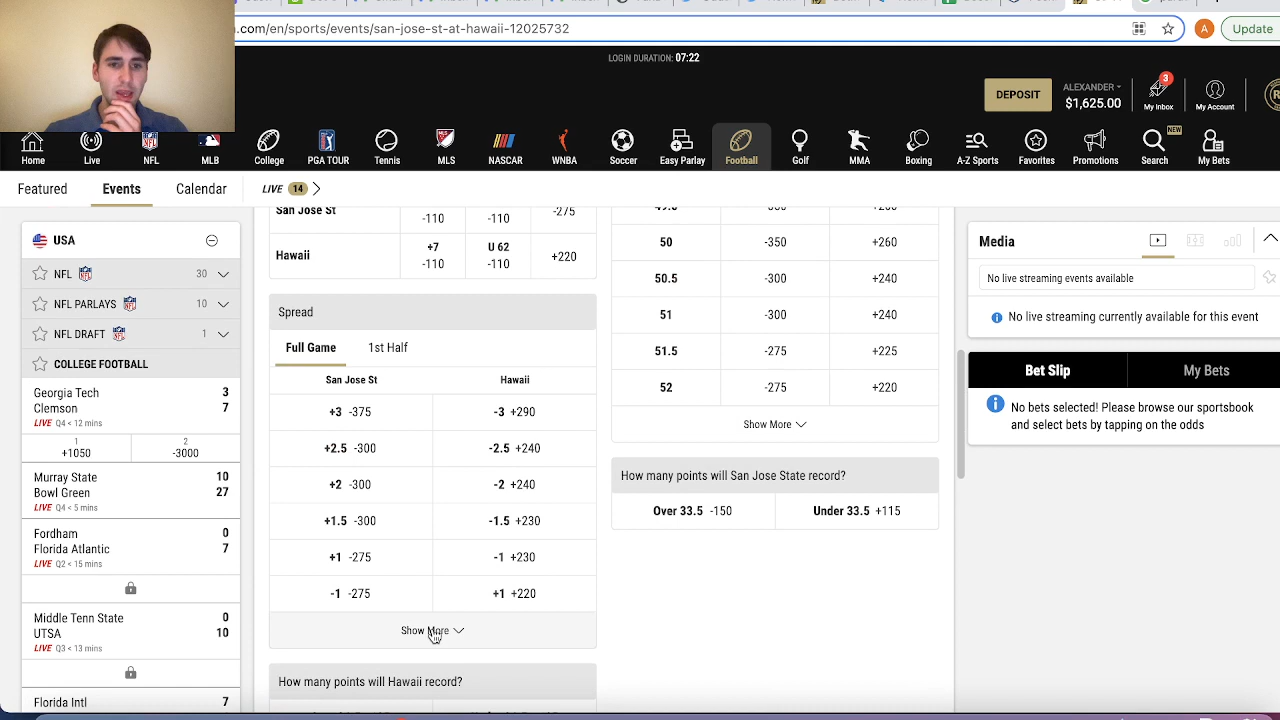 .com/en/sports/events/san-jose-st-at-hawaii-12025732
A
Update
LOGIN DURATION: 07:22
DEPOSIT
ALEXANDER
$1,625.00
3
My Inbox
My Account
Home
Live
NFL
MLB
College
PGA TOUR
Tennis
MLS
NASCAR
WNBA
Soccer
Easy Parlay
Football
Golf
MMA
Boxing
A-Z Sports
Favorites
Promotions
NEW
Search
My Bets
Featured
Events
Calendar
LIVE 14
USA
NFL 30
NFL PARLAYS 10
NFL DRAFT 1
COLLEGE FOOTBALL
Georgia Tech 3
Clemson 7
LIVE Q4 < 12 mins
1 2
+1050 -3000
Murray State 10
Bowl Green 27
LIVE Q4 < 5 mins
Fordham 0
Florida Atlantic 7
LIVE Q2 < 15 mins
Middle Tenn State 0
UTSA 10
LIVE Q3 < 13 mins
Florida Intl 7
San Jose St
-110 -110 -275
Hawaii
+7 U 62
-110 -110 +220
Spread
Full Game 1st Half
San Jose St Hawaii
+3 -375 -3 +290
+2.5 -300 -2.5 +240
+2 -300 -2 +240
+1.5 -300 -1.5 +230
+1 -275 -1 +230
-1 -275 +1 +220
Show More
How many points will Hawaii record?
50 -350 +260
50.5 -300 +240
51 -300 +240
51.5 -275 +225
52 -275 +220
Show More
How many points will San Jose State record?
Over 33.5 -150 Under 33.5 +115
Media
No live streaming events available
No live streaming currently available for this event
Bet Slip My Bets
No bets selected! Please browse our sportsbook
and select bets by tapping on the odds